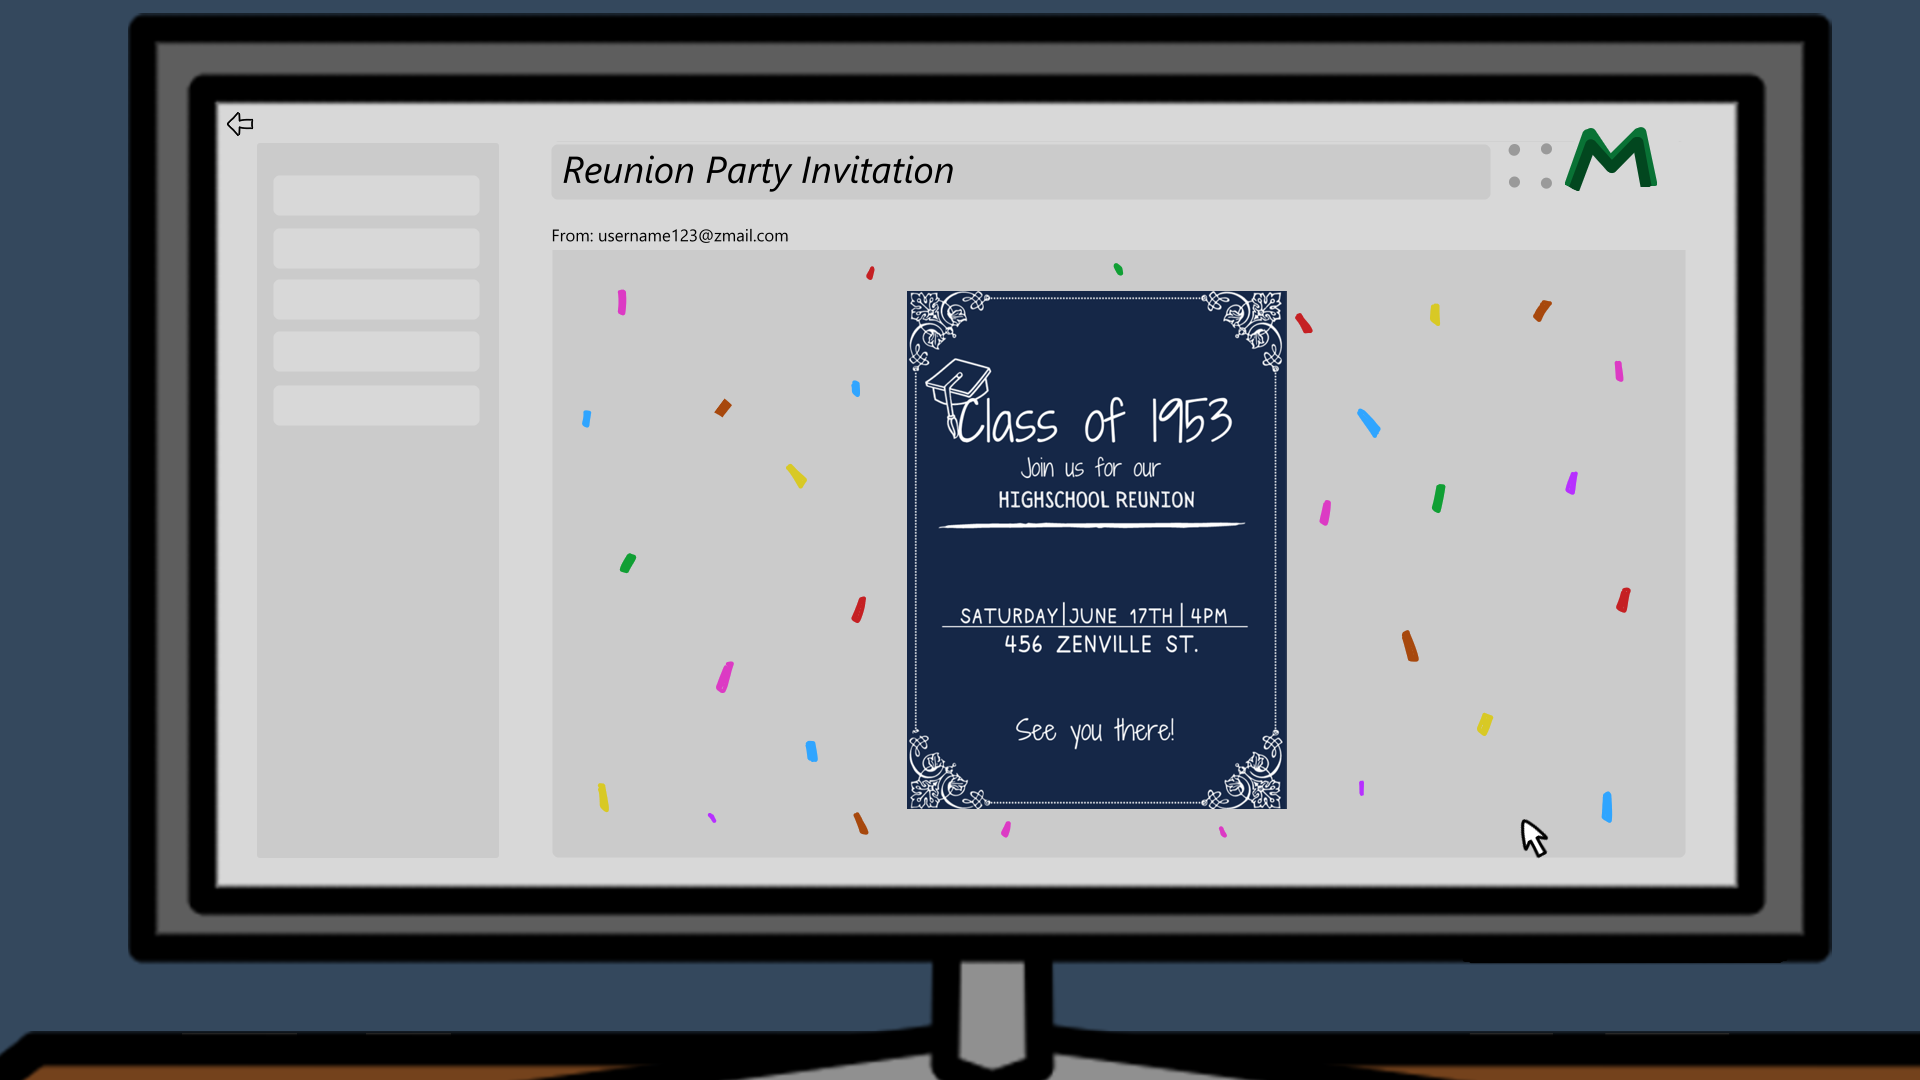 Reunion Party Invitation
M
From: username123@zmail.com
Class of 1953
Join us for our
HIGHSCHOOL REUNION
SATURDAY|JUNE 17TH|4PM
456 ZENVILLE ST.
See you there!